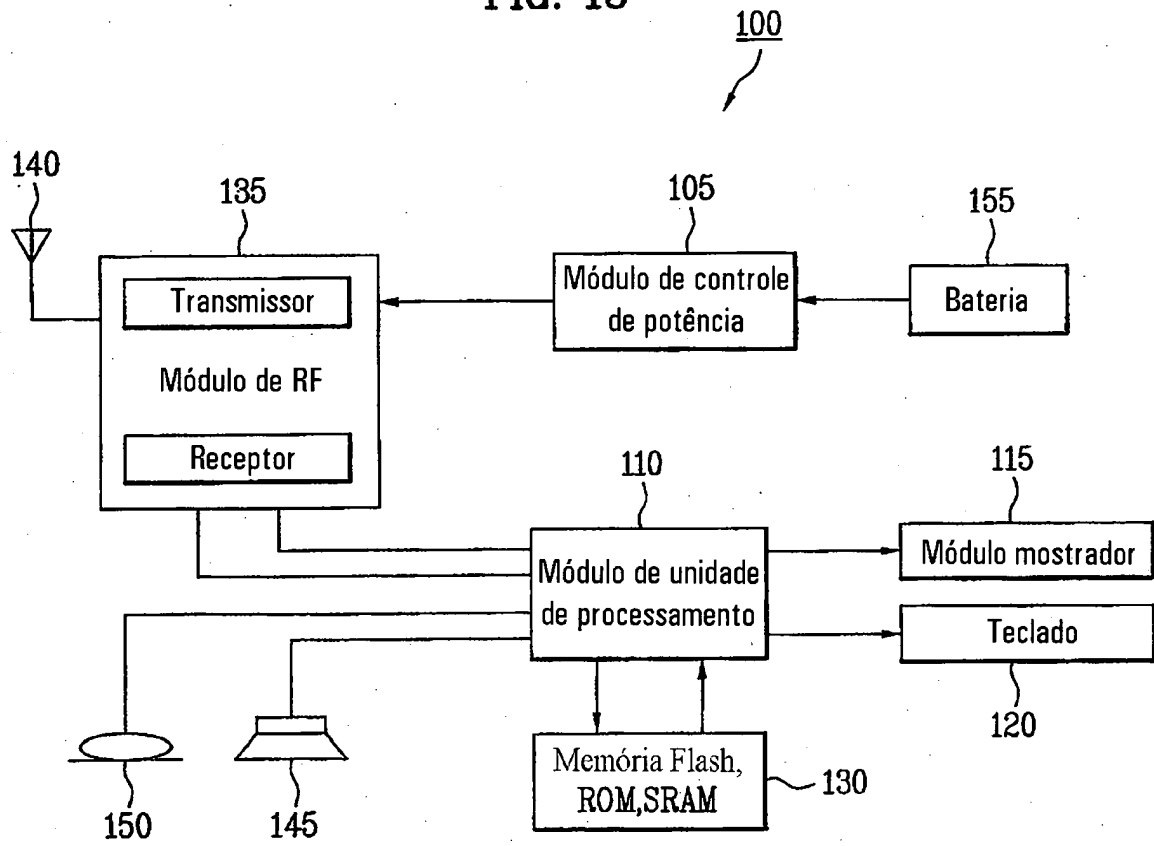 FIG.
100
140
135
105
155
Transmissor
Módulo de RF
Receptor
Módulo de controle
de potência
Bateria
110
115
Módulo de unidade
de processamento
Módulo mostrador
Teclado
120
Memória Flash,
ROM,SRAM
130
150
145